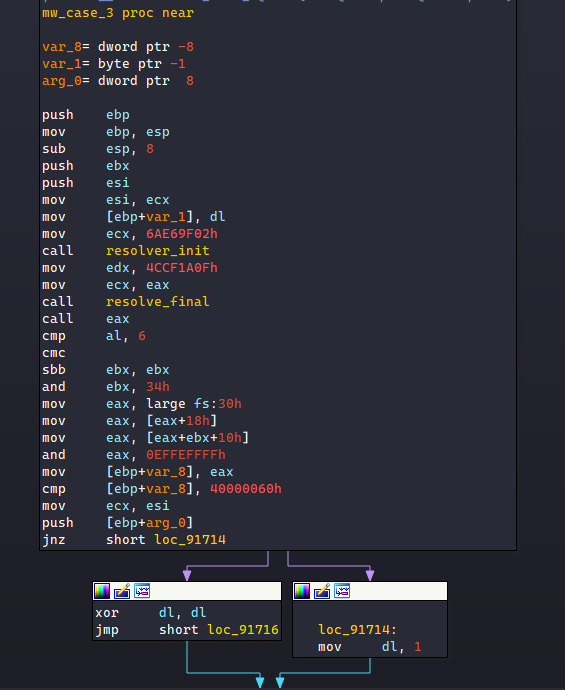 mw_case_3 proc near
var_8= dword ptr -8
var_1= byte ptr -1
arg_0= dword ptr  8
push    ebp
mov     ebp, esp
sub     esp, 8
push    ebx
push    esi
mov     esi, ecx
mov     [ebp+var_1], dl
mov     ecx, 6AE69F02h
call    resolver_init
mov     edx, 4CCF1A0Fh
mov     ecx, eax
call    resolve_final
call    eax
cmp     al, 6
cmc
sbb     ebx, ebx
and     ebx, 34h
mov     eax, large fs:30h
mov     eax, [eax+18h]
mov     eax, [eax+ebx+10h]
and     eax, 0EFFEFFFFh
mov     [ebp+var_8], eax
cmp     [ebp+var_8], 40000060h
mov     ecx, esi
push    [ebp+arg_0]
jnz     short loc_91714
xor     dl, dl
jmp     short loc_91716
loc_91714:
mov     dl, 1